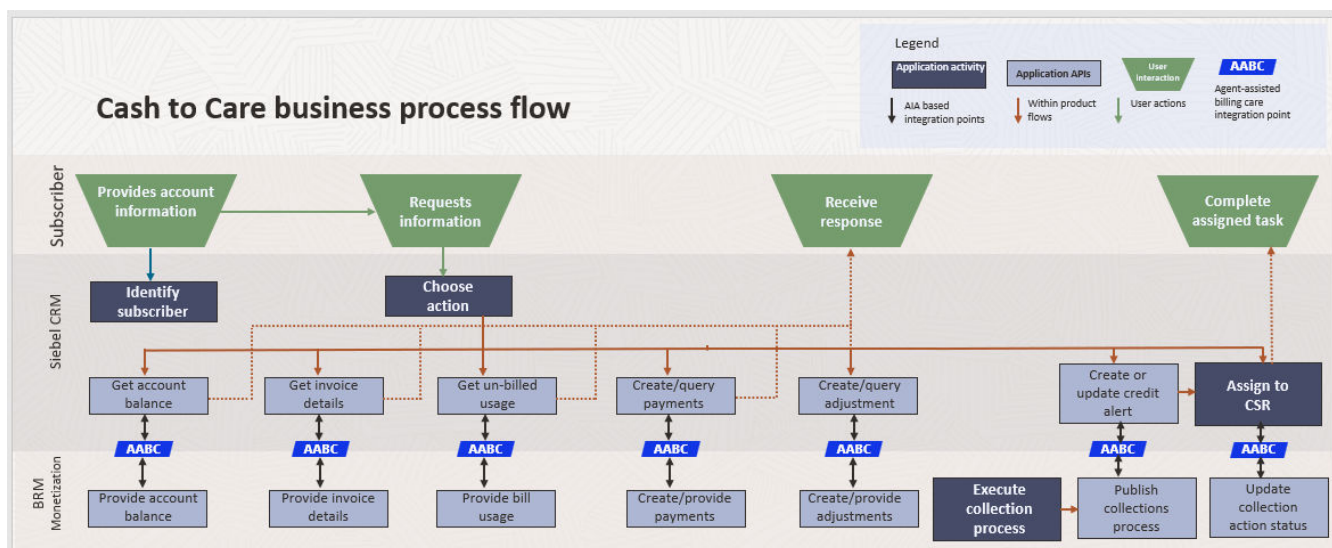 Legend
Application activity
Application APIs
User
interaction
AABC
AIA based
integration points
Within product
flows
User actions
Agent-assisted
billing care
integration point
Cash to Care business process flow
Subscriber
Provides account
information
Requests
information
Receive
response
Complete
assigned task
Siebel CRM
Identify
subscriber
Choose
action
Get account
balance
Get invoice
details
Get un-billed
usage
Create/query
payments
Create/query
adjustment
Create or
update credit
alert
Assign to
CSR
AABC
AABC
AABC
AABC
AABC
AABC
AABC
BRM
Monetization
Provide account
balance
Provide invoice
details
Provide bill
usage
Create/provide
payments
Create/provide
adjustments
Execute
collection
process
Publish
collections
process
Update
collection
action status